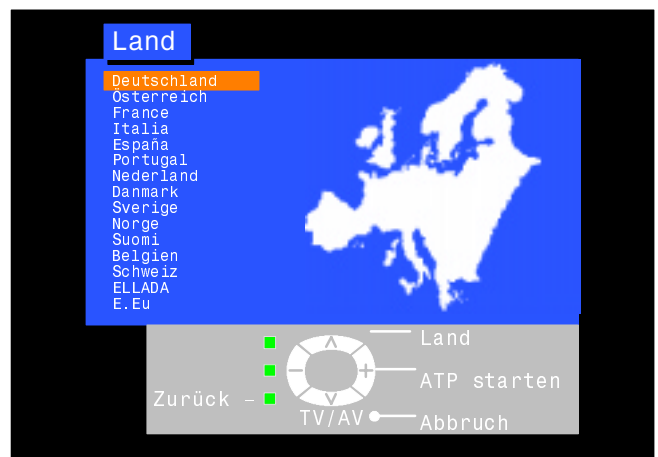 Land
Deutschland
Österreich
France
Italia
España
Portugal
Nederland
Danmark
Sverige
Norge
Suomi
Belgien
Schweiz
ELLADA
E.Eu
Land
ATP starten
Zurück –
TV/AV
Abbruch